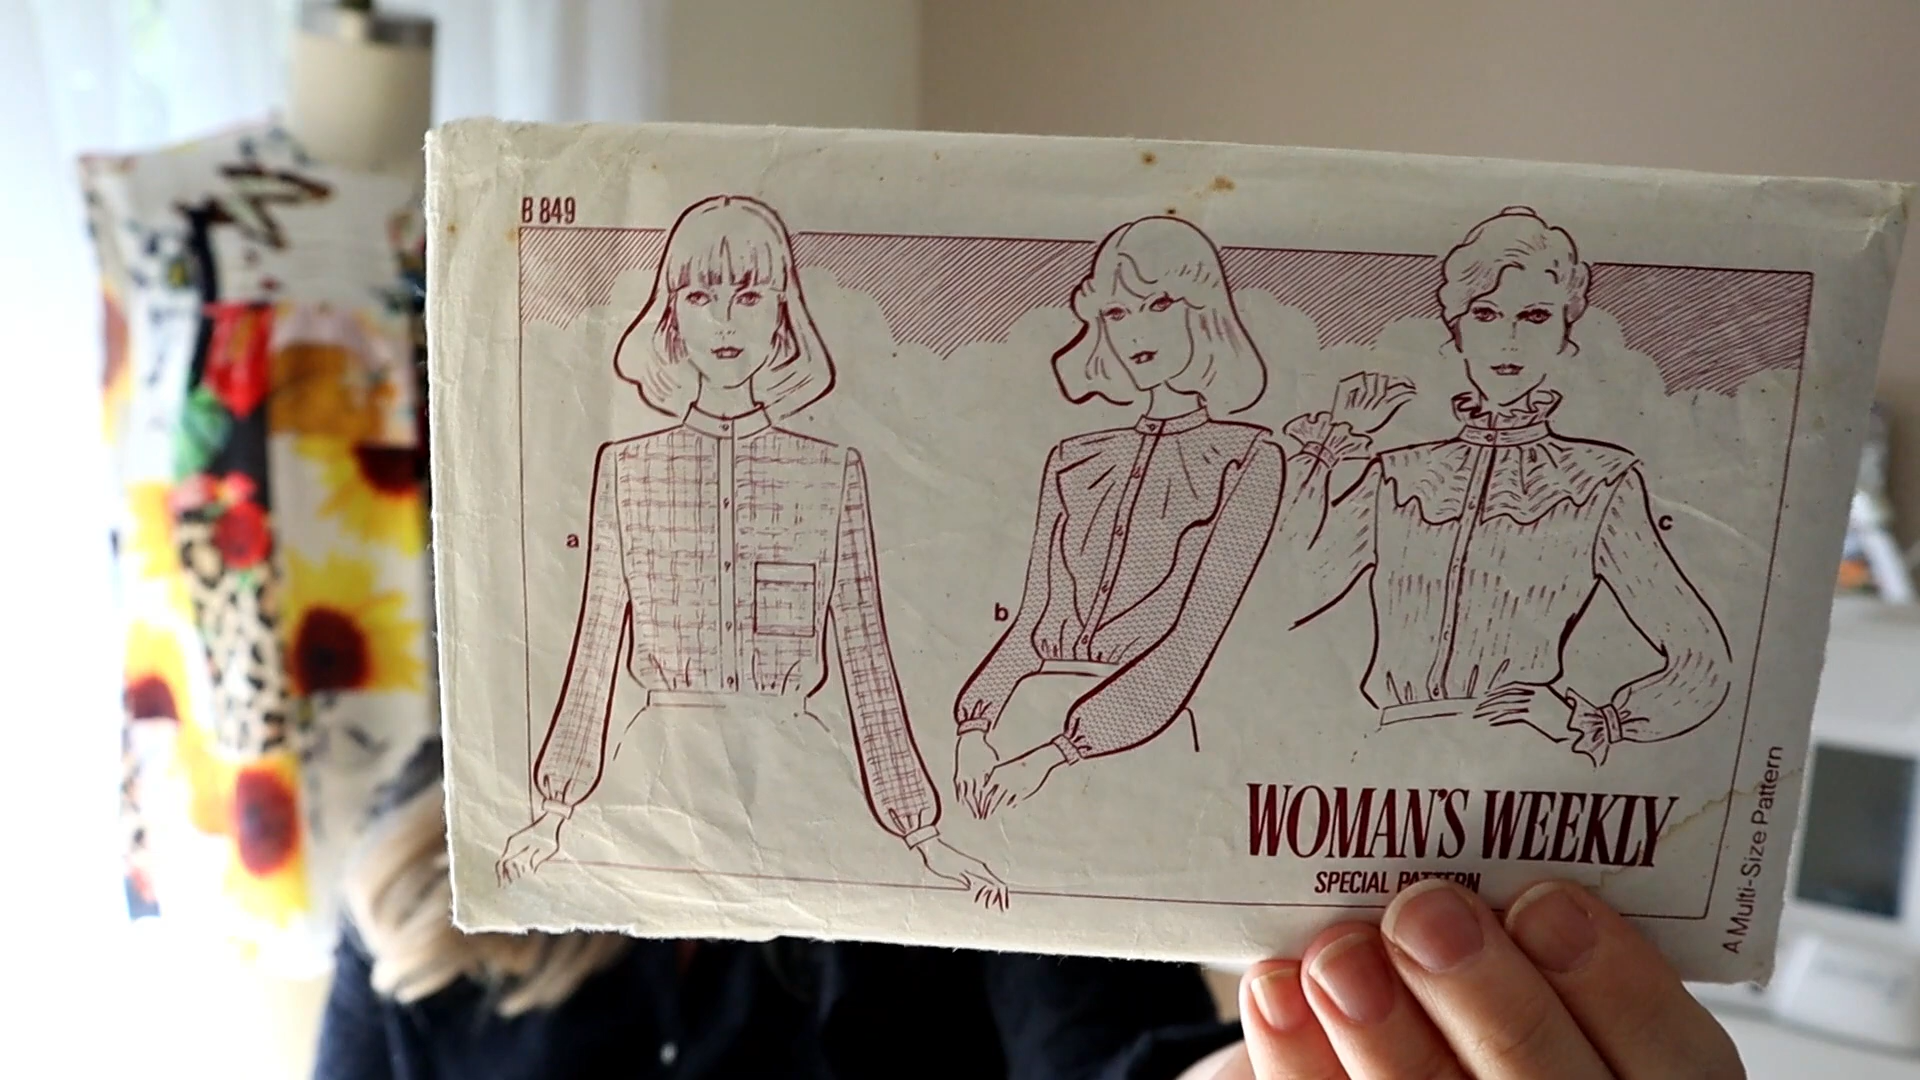 B 849
a
b
c
WOMAN'S WEEKLY
SPECIAL PATTERN
A Multi-Size Pattern